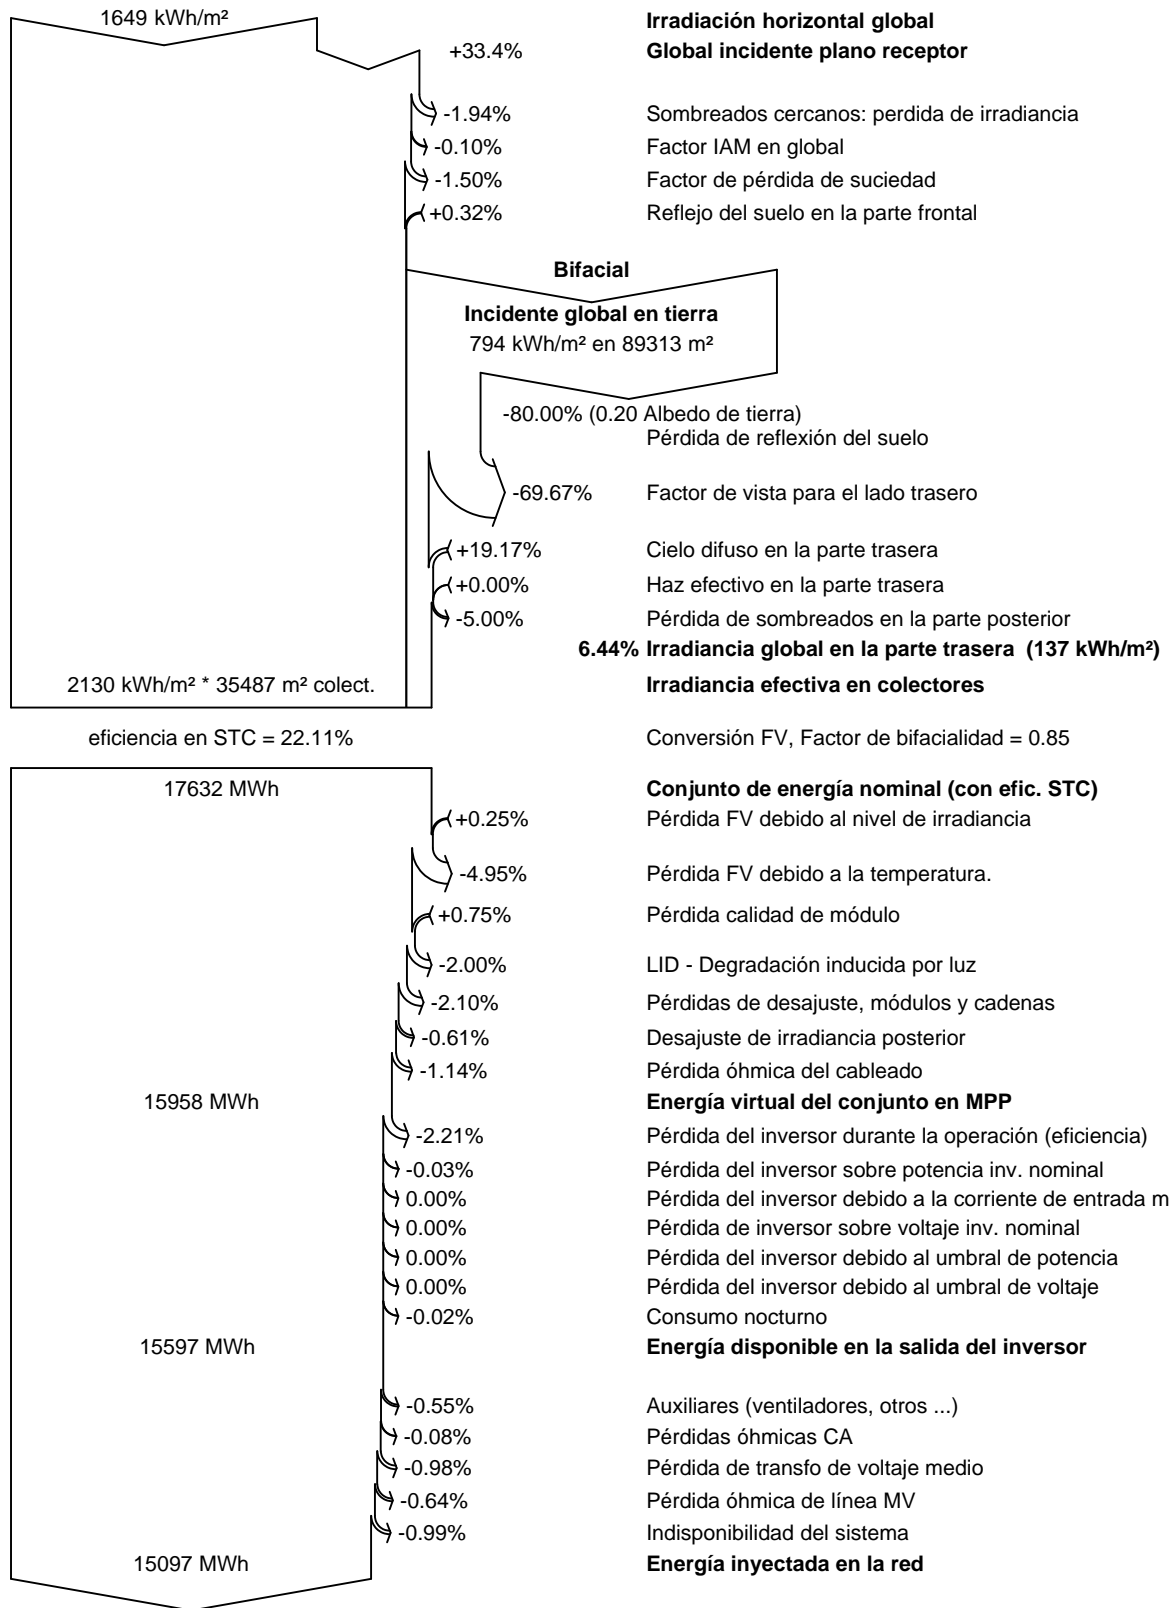 1649 kWh/m² Irradiación horizontal global
+33.4% Global incidente plano receptor
-1.94% Sombreados cercanos: perdida de irradiancia
-0.10% Factor IAM en global
-1.50% Factor de pérdida de suciedad
+0.32% Reflejo del suelo en la parte frontal
Bifacial
Incidente global en tierra
794 kWh/m² en 89313 m²
-80.00% (0.20 Albedo de tierra)
Pérdida de reflexión del suelo
-69.67% Factor de vista para el lado trasero
+19.17% Cielo difuso en la parte trasera
+0.00% Haz efectivo en la parte trasera
-5.00% Pérdida de sombreados en la parte posterior
6.44% Irradiancia global en la parte trasera (137 kWh/m²)
2130 kWh/m² * 35487 m² colect. Irradiancia efectiva en colectores
eficiencia en STC = 22.11% Conversión FV, Factor de bifacialidad = 0.85
17632 MWh Conjunto de energía nominal (con efic. STC)
+0.25% Pérdida FV debido al nivel de irradiancia
-4.95% Pérdida FV debido a la temperatura.
+0.75% Pérdida calidad de módulo
-2.00% LID - Degradación inducida por luz
-2.10% Pérdidas de desajuste, módulos y cadenas
-0.61% Desajuste de irradiancia posterior
-1.14% Pérdida óhmica del cableado
15958 MWh Energía virtual del conjunto en MPP
-2.21% Pérdida del inversor durante la operación (eficiencia)
-0.03% Pérdida del inversor sobre potencia inv. nominal
0.00% Pérdida del inversor debido a la corriente de entrada m
0.00% Pérdida de inversor sobre voltaje inv. nominal
0.00% Pérdida del inversor debido al umbral de potencia
0.00% Pérdida del inversor debido al umbral de voltaje
-0.02% Consumo nocturno
15597 MWh Energía disponible en la salida del inversor
-0.55% Auxiliares (ventiladores, otros ...)
-0.08% Pérdidas óhmicas CA
-0.98% Pérdida de transfo de voltaje medio
-0.64% Pérdida óhmica de línea MV
-0.99% Indisponibilidad del sistema
15097 MWh Energía inyectada en la red